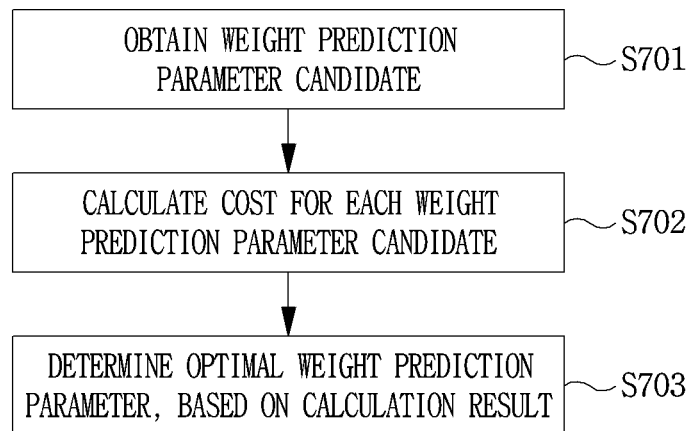 OBTAIN WEIGHT PREDICTION
PARAMETER CANDIDATE
S701
CALCULATE COST FOR EACH WEIGHT
PREDICTION PARAMETER CANDIDATE
S702
DETERMINE OPTIMAL WEIGHT PREDICTION
PARAMETER, BASED ON CALCULATION RESULT
S703